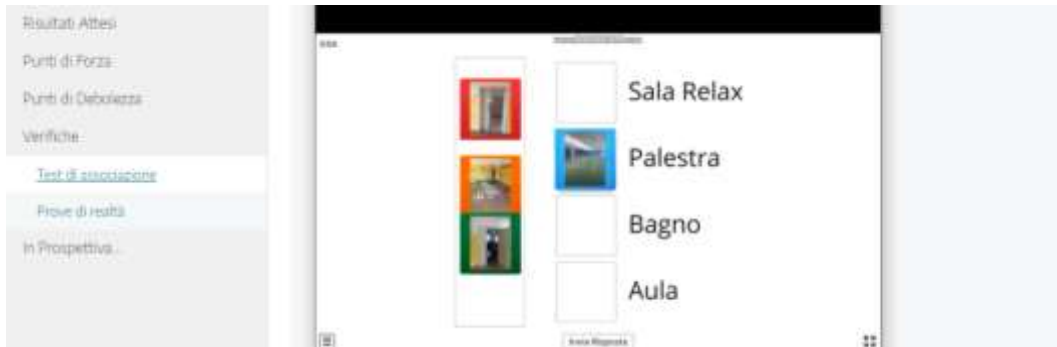 Risultati Attesi
Punti di Forza
Punti di Debolezza
Verifiche
Test di associazione
Prove di realtà
In Prospettiva...
Sala Relax
Palestra
Bagno
Aula
Invia Risposta